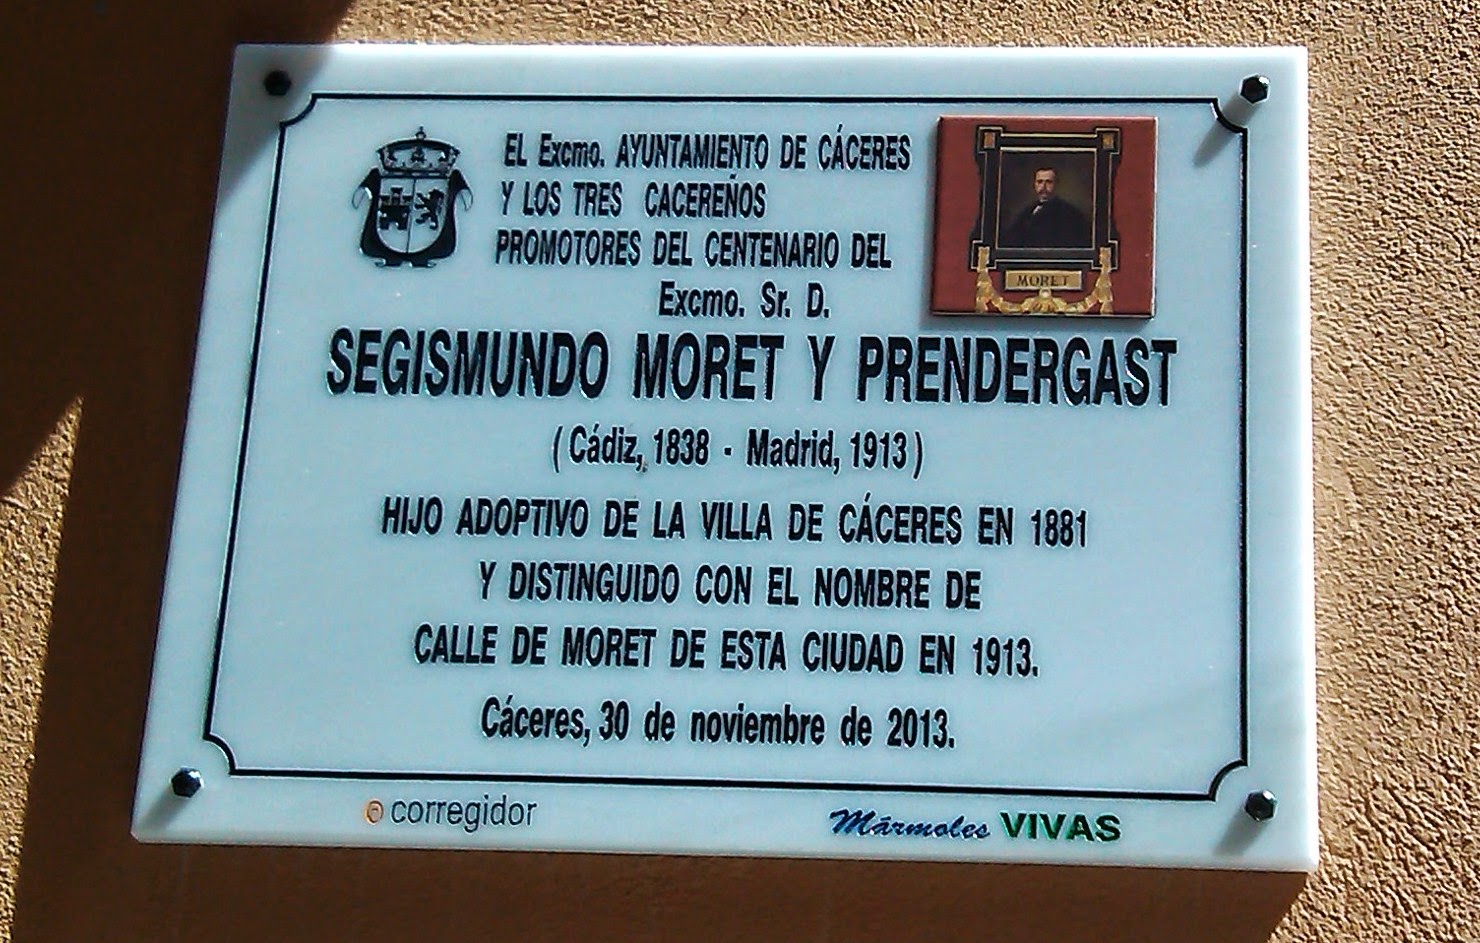 EL Excmo. AYUNTAMIENTO DE CÁCERES
Y LOS TRES CACEREÑOS
PROMOTORES DEL CENTENARIO DEL
Excmo. Sr. D.
MORET
SEGISMUNDO MORET Y PRENDERGAST
(Cádiz, 1838 - Madrid, 1913)
HIJO ADOPTIVO DE LA VILLA DE CÁCERES EN 1881
Y DISTINGUIDO CON EL NOMBRE DE
CALLE DE MORET DE ESTA CIUDAD EN 1913.
Cáceres, 30 de noviembre de 2013.
corregidor
Mármoles VIVAS